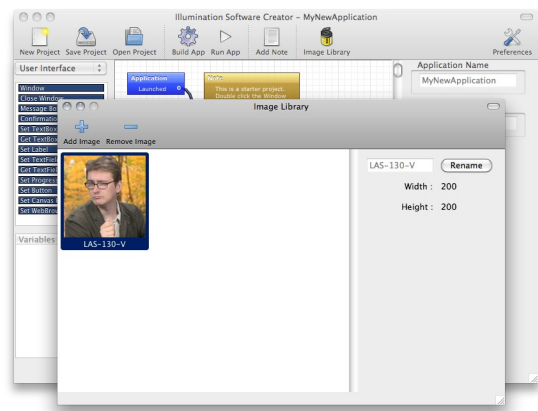 Illumination Software Creator – MyNewApplication
New Project Save Project Open Project Build App Run App Add Note Image Library Preferences
User Interface
Window
Close Window
Message Bo
Confirmatio
Set TextBox
Get TextBox
Set Label
Set TextFiel
Get TextFiel
Set Progres
Set Button
Set Canvas
Set WebBrow
Variables
Application
Launched
Note
This is a starter project.
Double click the Window
Application Name
MyNewApplication
Image Library
Add Image Remove Image
LAS-130-V
LAS-130-V Rename
Width : 200
Height : 200